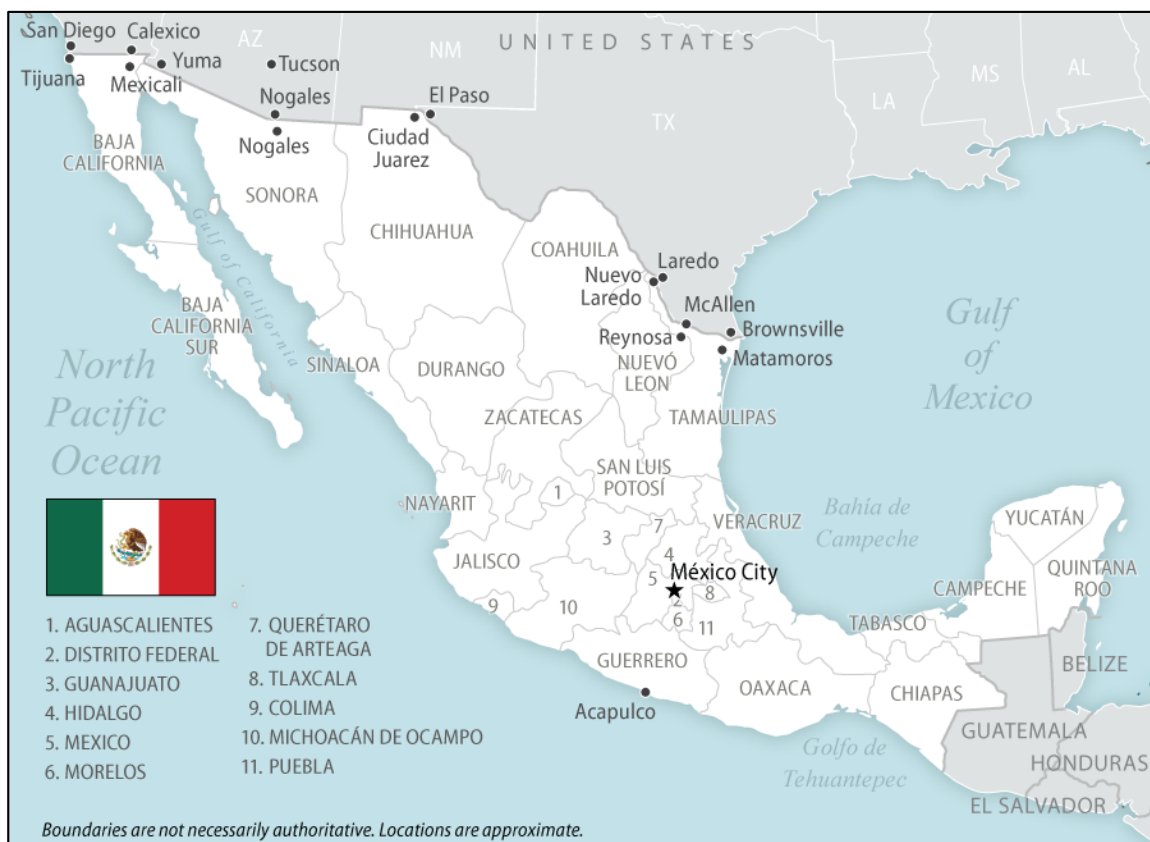 San Diego
Calexico
AZ
NM
UNITED STATES
MS
AL
Tijuana
Mexicali
Yuma
Tucson
LA
Nogales
El Paso
TX
Nogales
Ciudad
Juarez
BAJA
CALIFORNIA
SONORA
CHIHUAHUA
COAHUILA
Gulf of California
Nuevo
Laredo
Laredo
McAllen
BAJA
CALIFORNIA
SUR
Reynosa
Brownsville
Matamoros
Gulf
of
Mexico
North
Pacific
Ocean
SINALOA
DURANGO
NUEVÓ
LEON
ZACATECAS
TAMAULIPAS
SAN LUIS
POTOSÍ
NAYARIT
1
VERACRUZ
Bahía de
Campeche
YUCATÁN
3
7
JALISCO
4
5
México City
CAMPECHE
QUINTANA
ROO
9
10
2
8
6
11
TABASCO
GUERRERO
OAXACA
CHIAPAS
BELIZE
Acapulco
GUATEMALA
Golfo de
Tehuantepec
HONDURAS
EL SALVADOR
1. AGUASCALIENTES
2. DISTRITO FEDERAL
3. GUANAJUATO
4. HIDALGO
5. MEXICO
6. MORELOS
7. QUERÉTARO
DE ARTEAGA
8. TLAXCALA
9. COLIMA
10. MICHOACÁN DE OCAMPO
11. PUEBLA
Boundaries are not necessarily authoritative. Locations are approximate.